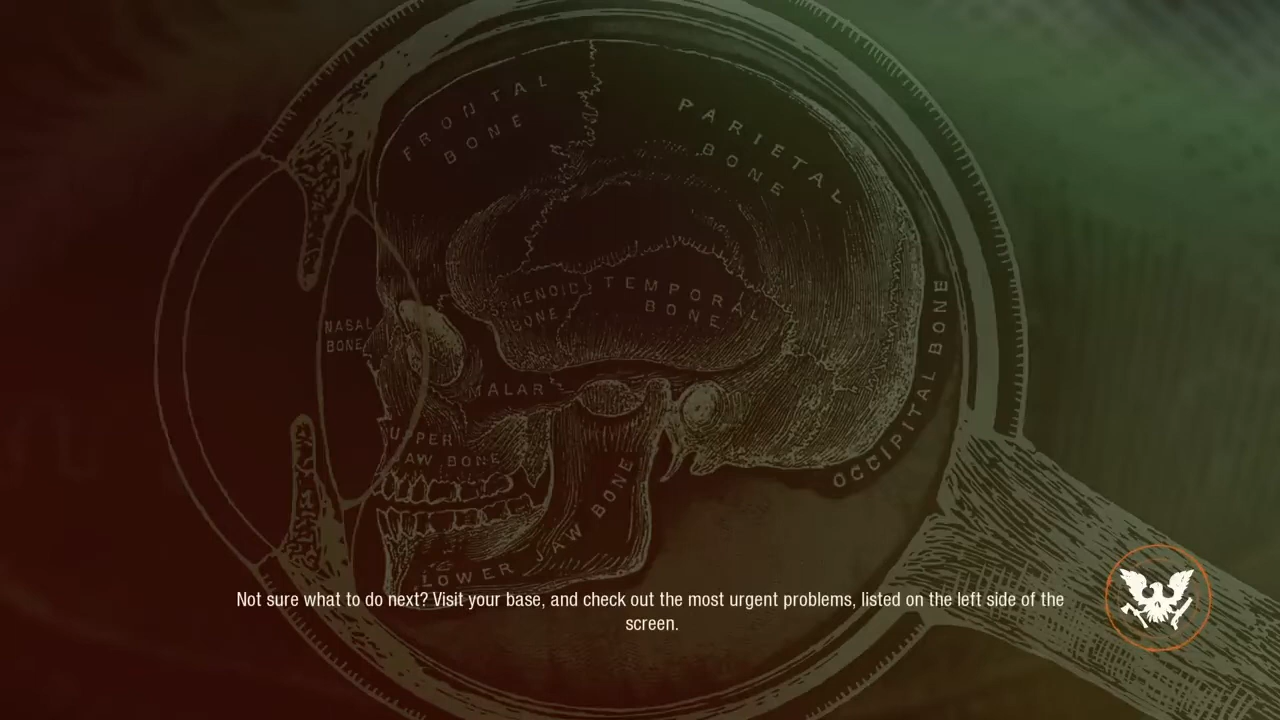 FRONTAL
BONE
PARIETAL
BONE
SPHENOID
BONE
TEMPORAL
BONE
NASAL
BONE
MALAR
OCCIPITAL BONE
UPPER
JAW BONE
LOWER JAW BONE
Not sure what to do next? Visit your base, and check out the most urgent problems, listed on the left side of the
screen.